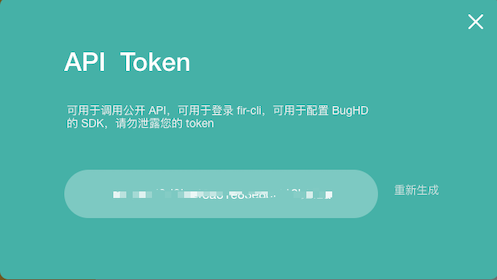 API Token
可用于调用公开 API，可用于登录 fir-cli，可用于配置 BugHD
的 SDK，请勿泄露您的 token
重新生成